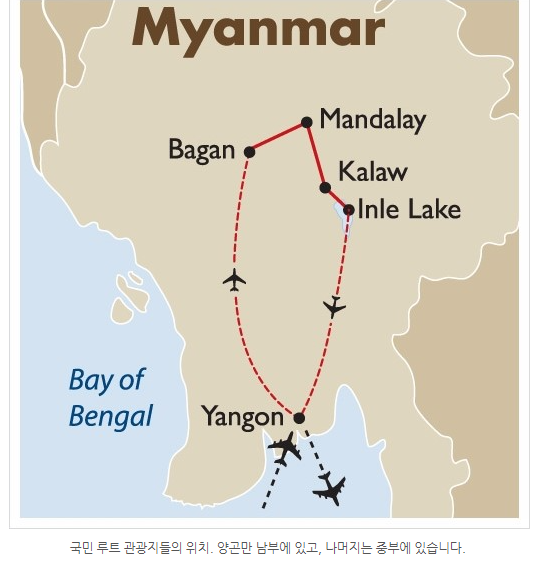 Myanmar
Mandalay
Bagan
Kalaw
Inle Lake
Bay of
Bengal
Yangon
국민 루트 관광지들의 위치. 양곤만 남부에 있고, 나머지는 중부에 있습니다.